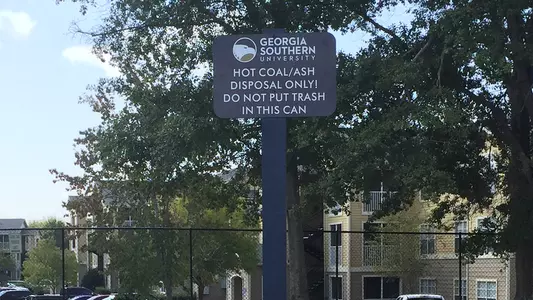 GEORGIA
SOUTHERN
UNIVERSITY
HOT COAL/ASH
DISPOSAL ONLY!
DO NOT PUT TRASH
IN THIS CAN